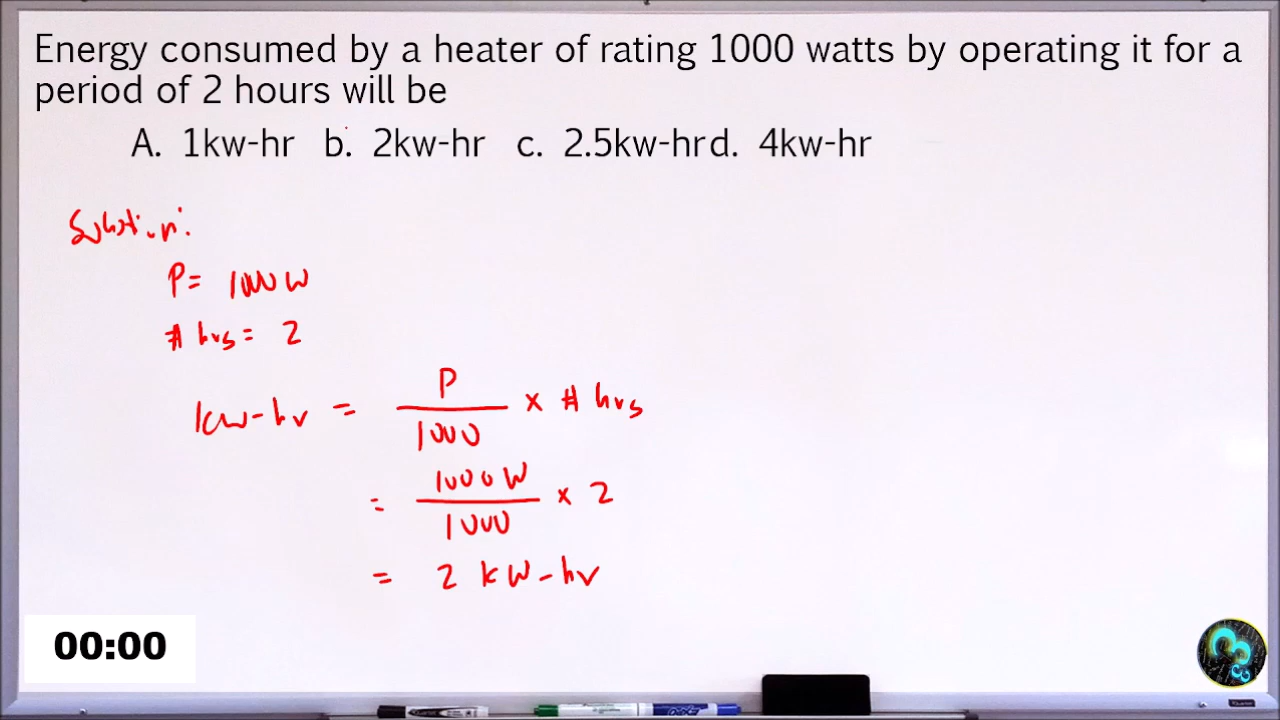 Energy consumed by a heater of rating 1000 watts by operating it for a
period of 2 hours will be
A. 1kw-hr b. 2kw-hr c. 2.5kw-hrd. 4kw-hr
Solution:
P= 1000 W
# hrs = 2
kw-hr = P / 1000 x # hrs
= 1000 W / 1000 x 2
= 2 KW-hr
00:00